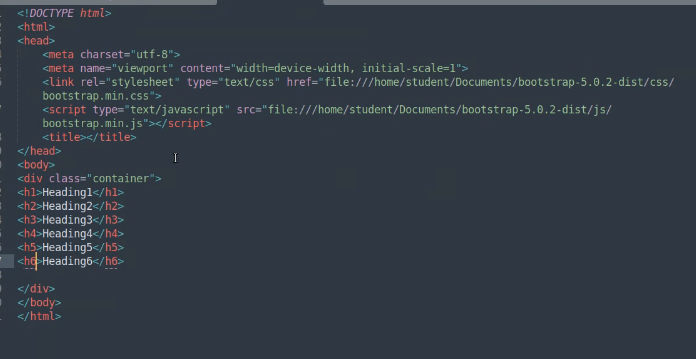 <!DOCTYPE html>
<html>
<head>
<meta charset="utf-8">
<meta name="viewport" content="width=device-width, initial-scale=1">
<link rel="stylesheet" type="text/css" href="file:///home/student/Documents/bootstrap-5.0.2-dist/css/
bootstrap.min.css">
<script type="text/javascript" src="file:///home/student/Documents/bootstrap-5.0.2-dist/js/
bootstrap.min.js"></script>
<title></title>
</head>
<body>
<div class="container">
<h1>Heading1</h1>
<h2>Heading2</h2>
<h3>Heading3</h3>
<h4>Heading4</h4>
<h5>Heading5</h5>
<h6>Heading6</h6>
</div>
</body>
</html>